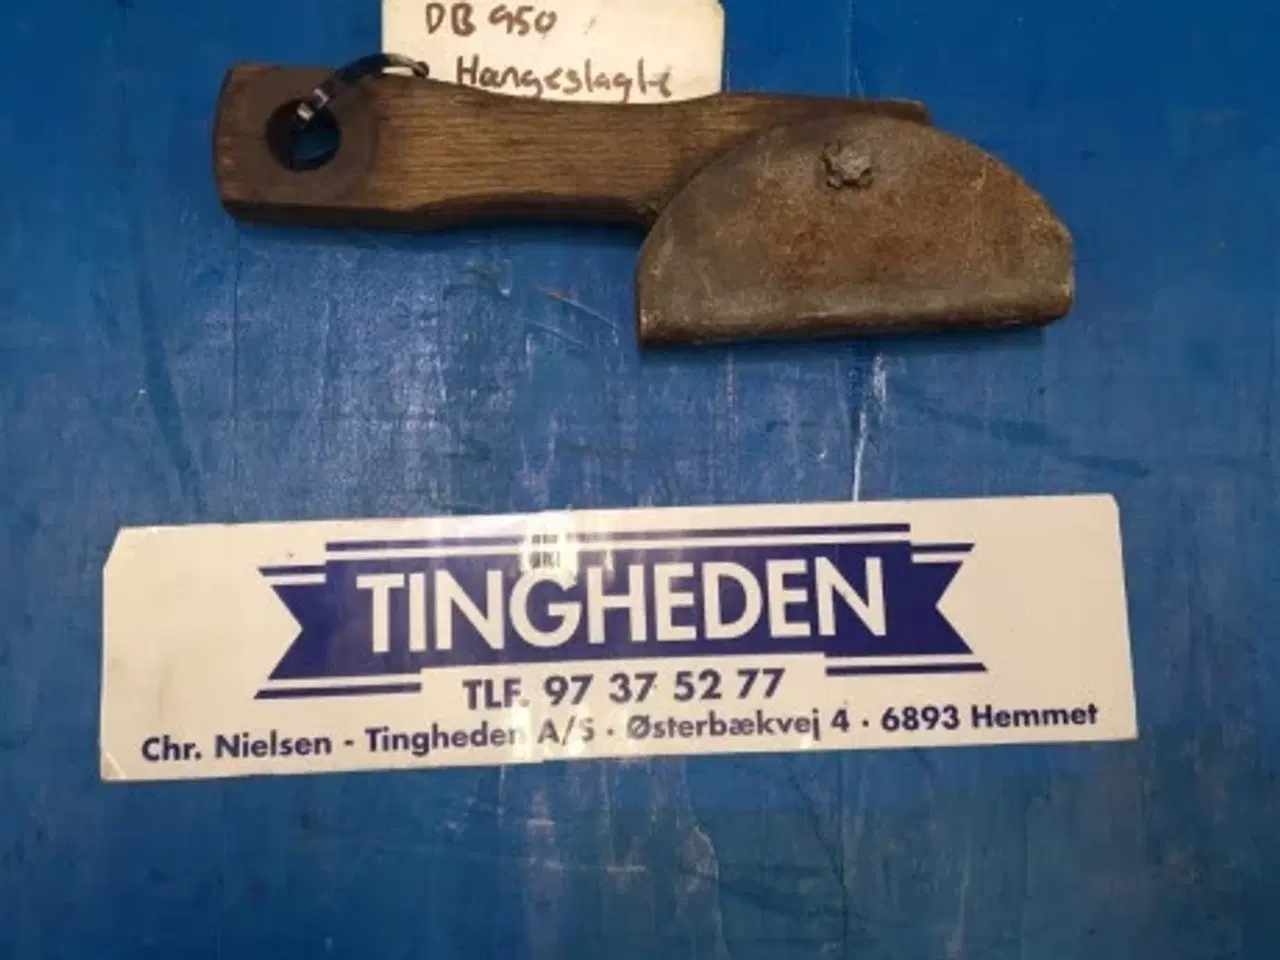 DB 950
Hangeslagle
TINGHEDEN
TLF. 97 37 52 77
Chr. Nielsen - Tingheden A/S · Østerbækvej 4 · 6893 Hemmet